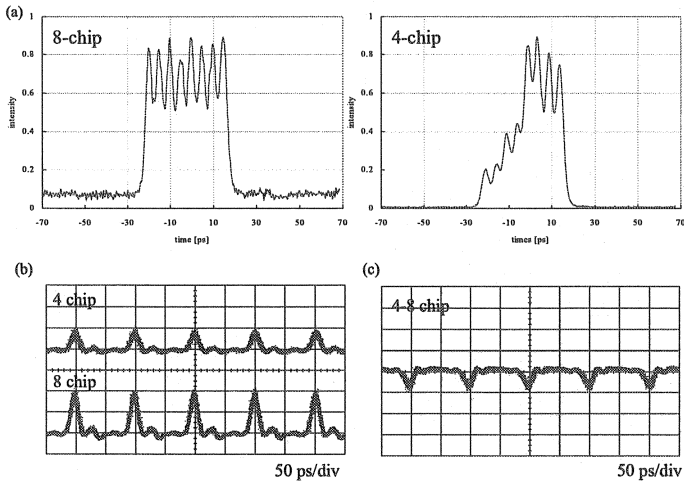 (a)
8-chip
1
0.8
0.6
0.4
0.2
0
intensity
-70 -50 -30 -10 10 30 50 70
time [ps]
4-chip
1
0.8
0.6
0.4
0.2
0
intensity
-70 -50 -30 -10 10 30 50 70
times [ps]
(b)
4 chip
8 chip
50 ps/div
(c)
4-8 chip
50 ps/div